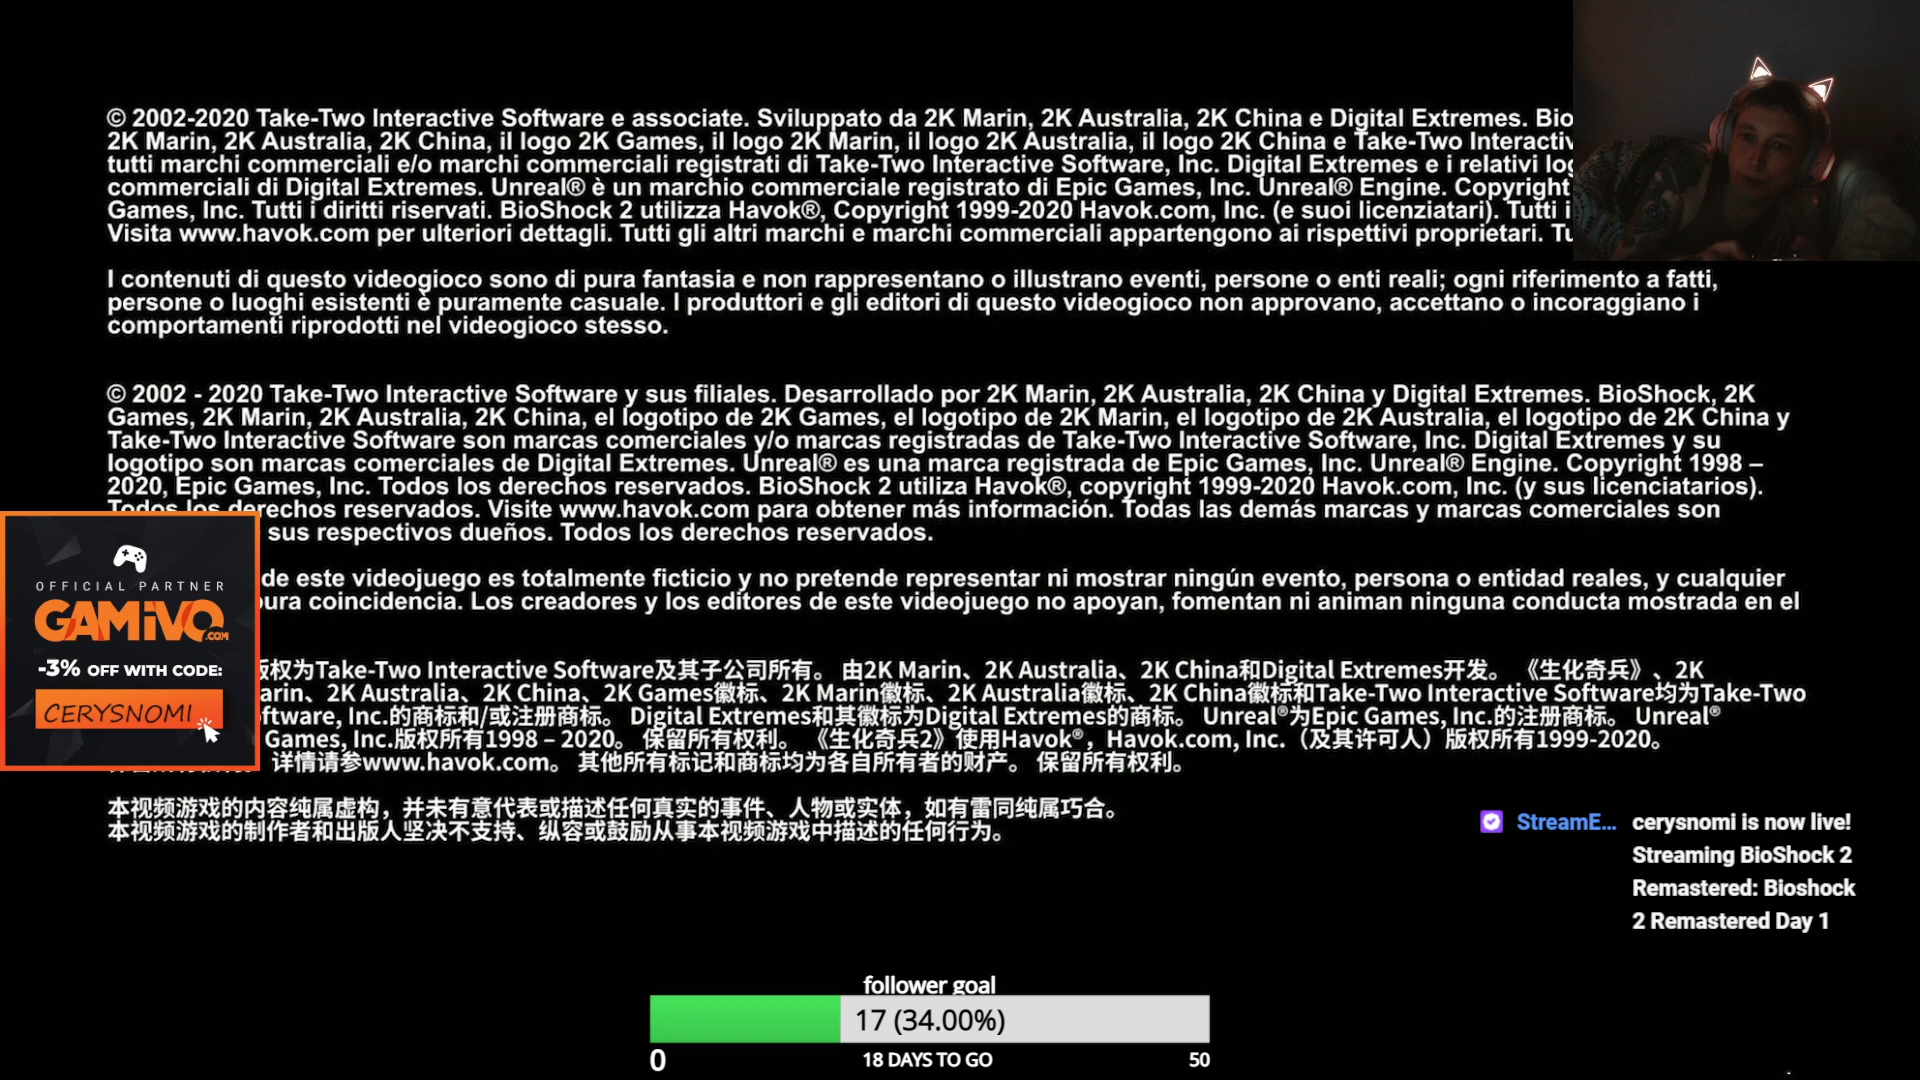 © 2002-2020 Take-Two Interactive Software e associate. Sviluppato da 2K Marin, 2K Australia, 2K China e Digital Extremes. Bio
2K Marin, 2K Australia, 2K China, il logo 2K Games, il logo 2K Marin, il logo 2K Australia, il logo 2K China e Take-Two Interactiv
tutti marchi commerciali e/o marchi commerciali registrati di Take-Two Interactive Software, Inc. Digital Extremes e i relativi log
commerciali di Digital Extremes. Unreal® è un marchio commerciale registrato di Epic Games, Inc. Unreal® Engine. Copyright
Games, Inc. Tutti i diritti riservati. BioShock 2 utilizza Havok®, Copyright 1999-2020 Havok.com, Inc. (e suoi licenziatari). Tutti i
Visita www.havok.com per ulteriori dettagli. Tutti gli altri marchi e marchi commerciali appartengono ai rispettivi proprietari. Tu
I contenuti di questo videogioco sono di pura fantasia e non rappresentano o illustrano eventi, persone o enti reali; ogni riferimento a fatti,
persone o luoghi esistenti è puramente casuale. I produttori e gli editori di questo videogioco non approvano, accettano o incoraggiano i
comportamenti riprodotti nel videogioco stesso.
© 2002 - 2020 Take-Two Interactive Software y sus filiales. Desarrollado por 2K Marin, 2K Australia, 2K China y Digital Extremes. BioShock, 2K
Games, 2K Marin, 2K Australia, 2K China, el logotipo de 2K Games, el logotipo de 2K Marin, el logotipo de 2K Australia, el logotipo de 2K China y
Take-Two Interactive Software son marcas comerciales y/o marcas registradas de Take-Two Interactive Software, Inc. Digital Extremes y su
logotipo son marcas comerciales de Digital Extremes. Unreal® es una marca registrada de Epic Games, Inc. Unreal® Engine. Copyright 1998 –
2020, Epic Games, Inc. Todos los derechos reservados. BioShock 2 utiliza Havok®, copyright 1999-2020 Havok.com, Inc. (y sus licenciatarios).
Todos los derechos reservados. Visite www.havok.com para obtener más información. Todas las demás marcas y marcas comerciales son
sus respectivos dueños. Todos los derechos reservados.
de este videojuego es totalmente ficticio y no pretende representar ni mostrar ningún evento, persona o entidad reales, y cualquier
pura coincidencia. Los creadores y los editores de este videojuego no apoyan, fomentan ni animan ninguna conducta mostrada en el
版权为Take-Two Interactive Software及其子公司所有。 由2K Marin、2K Australia、2K China和Digital Extremes开发。 《生化奇兵》、2K
arin、2K Australia、2K China、2K Games徽标、2K Marin徽标、2K Australia徽标、2K China徽标和Take-Two Interactive Software均为Take-Two
ftware, Inc.的商标和/或注册商标。 Digital Extremes和其徽标为Digital Extremes的商标。 Unreal®为Epic Games, Inc.的注册商标。 Unreal®
Games, Inc.版权所有1998 – 2020。 保留所有权利。 《生化奇兵2》使用Havok®，Havok.com, Inc.（及其许可人）版权所有1999-2020。
详情请参www.havok.com。 其他所有标记和商标均为各自所有者的财产。 保留所有权利。
本视频游戏的内容纯属虚构，并未有意代表或描述任何真实的事件、人物或实体，如有雷同纯属巧合。
本视频游戏的制作者和出版人坚决不支持、纵容或鼓励从事本视频游戏中描述的任何行为。
OFFICIAL PARTNER
GAMIVO.COM
-3% OFF WITH CODE:
CERYSNOMI
StreamE... cerysnomi is now live!
Streaming BioShock 2
Remastered: Bioshock
2 Remastered Day 1
follower goal
17 (34.00%)
0 18 DAYS TO GO 50